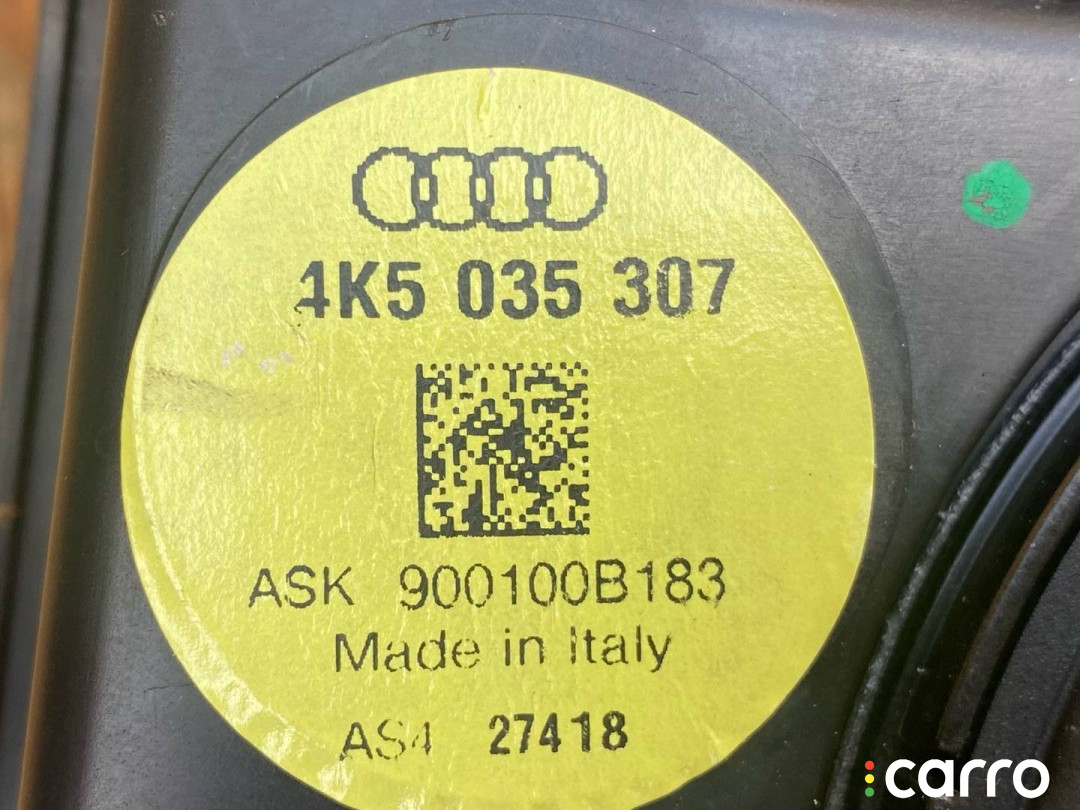 4K5 035 307
ASK 900100B183
Made in Italy
AS4 27418
carro